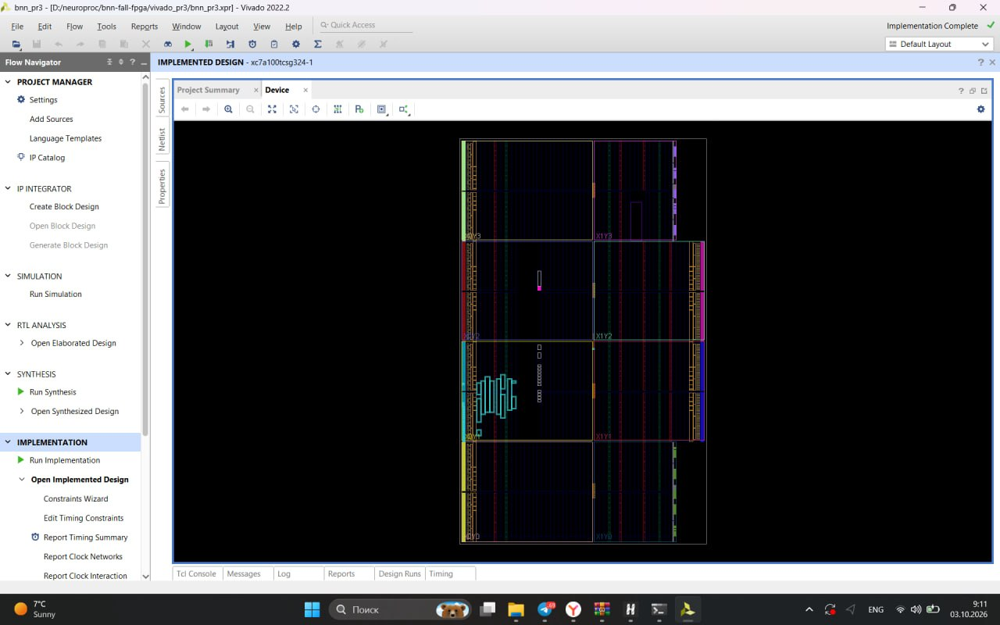 bnn_pr3 - [D:/neuroproc/bnn-fall-fpga/vivado_pr3/bnn_pr3.xpr] - Vivado 2022.2
File Edit Flow Tools Reports Window Layout View Help Quick Access
Implementation Complete
Default Layout
Flow Navigator
IMPLEMENTED DESIGN - xc7a100tcsg324-1
PROJECT MANAGER
Settings
Add Sources
Language Templates
IP Catalog
IP INTEGRATOR
Create Block Design
Open Block Design
Generate Block Design
SIMULATION
Run Simulation
RTL ANALYSIS
Open Elaborated Design
SYNTHESIS
Run Synthesis
Open Synthesized Design
IMPLEMENTATION
Run Implementation
Open Implemented Design
Constraints Wizard
Edit Timing Constraints
Report Timing Summary
Report Clock Networks
Report Clock Interaction
Sources
Netlist
Properties
Project Summary
Device
X0Y3
X1Y3
X0Y2
X1Y2
X0Y1
X1Y1
X0Y0
X1Y0
Tcl Console Messages Log Reports Design Runs Timing
7°C
Sunny
Поиск
ENG
9:11
03.10.2026